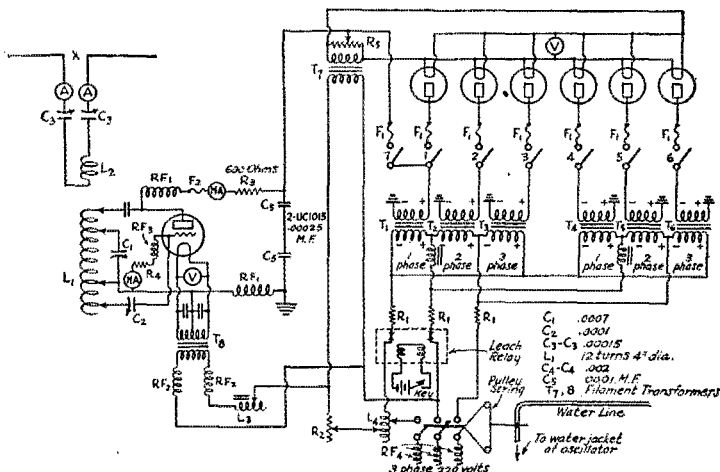 X
R5
T7
V
A
A
C3
C3
L2
F1
F1
F1
F1
F1
F1
F1
7
1
2
3
4
5
6
600 Ohms
RF1
F2
MA
R3
C5
2-UC1015
.00025
M.F.
C5
RF3
C1
R4
MA
L1
C2
V
RF1
T8
RF2
RF2
L3
- +
- +
- +
- +
- +
- +
T1
T2
T3
T4
T5
T6
- +
- +
- +
- +
- +
- +
1 phase
2 phase
3 phase
1 phase
2 phase
3 phase
R1
R1
R1
Leach Relay
Key
R2
L4
RF4
3 phase 220 volts
Pulley
String
Water Line
To water jacket
of oscillator
C1 .0007
C2 .0001
C3-C3 .00015
L1 12 turns 4" dia.
C4-C4 .002
C5 .0001 M.F.
T7, 8 Filament Transformers